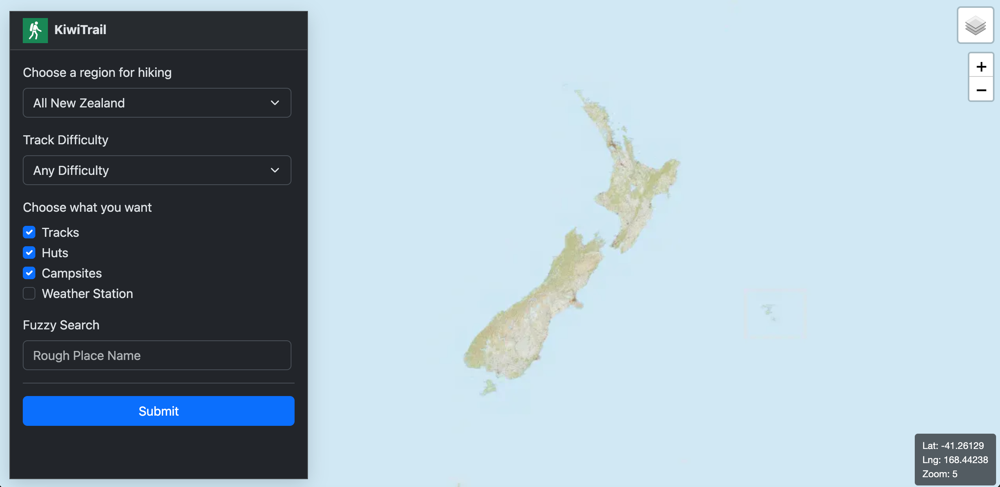 KiwiTrail
Choose a region for hiking
All New Zealand
Track Difficulty
Any Difficulty
Choose what you want
Tracks
Huts
Campsites
Weather Station
Fuzzy Search
Rough Place Name
Submit
+
−
Lat: -41.26129
Lng: 168.44238
Zoom: 5